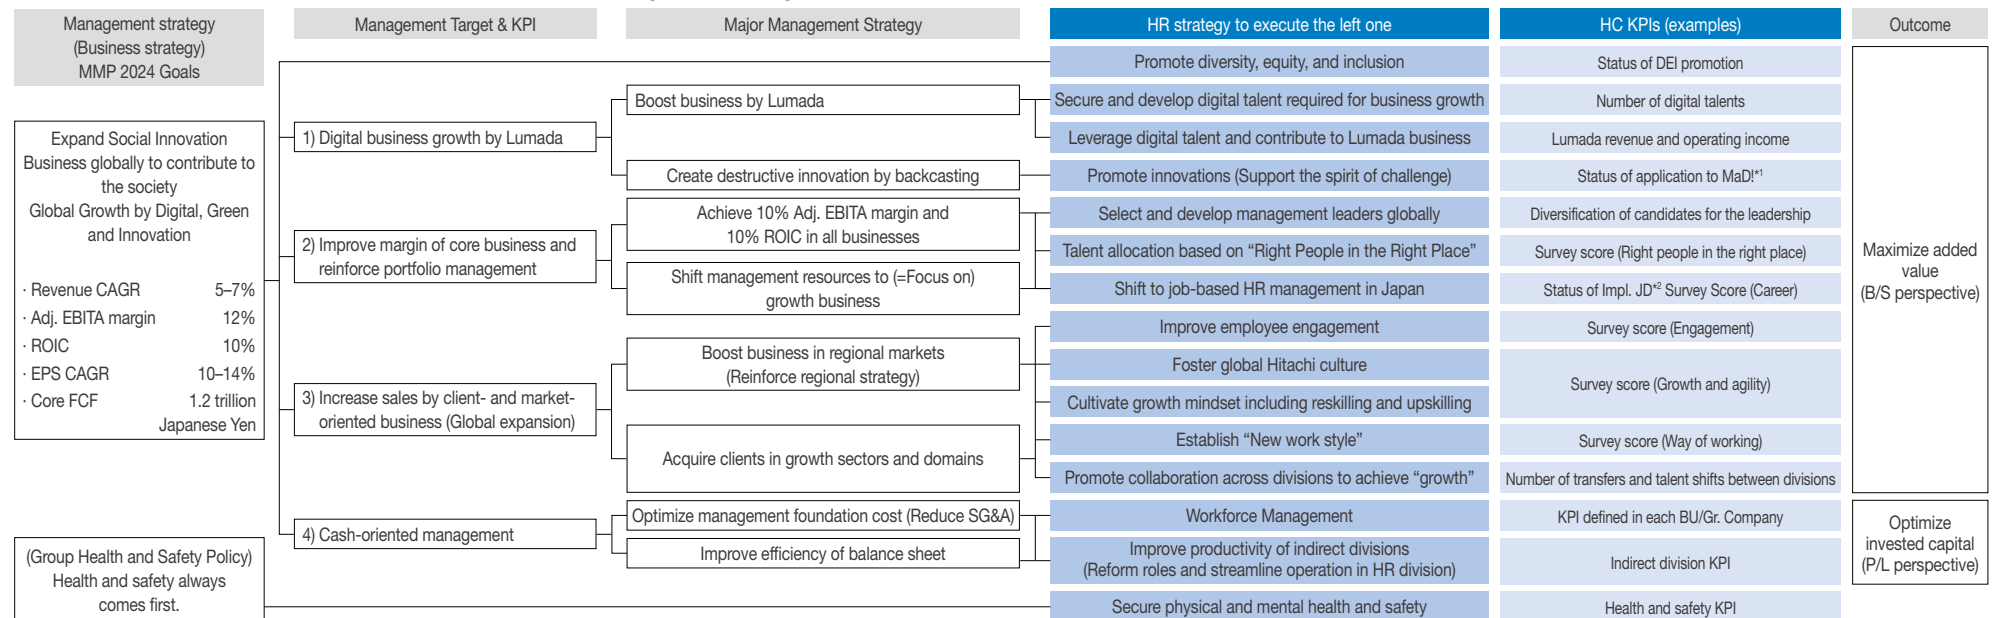 Management strategy
(Business strategy)
MMP 2024 Goals
Management Target & KPI
Major Management Strategy
HR strategy to execute the left one
HC KPIs (examples)
Outcome
Expand Social Innovation
Business globally to contribute to
the society
Global Growth by Digital, Green
and Innovation
· Revenue CAGR 5–7%
· Adj. EBITA margin 12%
· ROIC 10%
· EPS CAGR 10–14%
· Core FCF 1.2 trillion
Japanese Yen
(Group Health and Safety Policy)
Health and safety always
comes first.
1) Digital business growth by Lumada
2) Improve margin of core business and
reinforce portfolio management
3) Increase sales by client- and market-
oriented business (Global expansion)
4) Cash-oriented management
Boost business by Lumada
Create destructive innovation by backcasting
Achieve 10% Adj. EBITA margin and
10% ROIC in all businesses
Shift management resources to (=Focus on)
growth business
Boost business in regional markets
(Reinforce regional strategy)
Acquire clients in growth sectors and domains
Optimize management foundation cost (Reduce SG&A)
Improve efficiency of balance sheet
Promote diversity, equity, and inclusion
Secure and develop digital talent required for business growth
Leverage digital talent and contribute to Lumada business
Promote innovations (Support the spirit of challenge)
Select and develop management leaders globally
Talent allocation based on “Right People in the Right Place”
Shift to job-based HR management in Japan
Improve employee engagement
Foster global Hitachi culture
Cultivate growth mindset including reskilling and upskilling
Establish “New work style”
Promote collaboration across divisions to achieve “growth”
Workforce Management
Improve productivity of indirect divisions
(Reform roles and streamline operation in HR division)
Secure physical and mental health and safety
Status of DEI promotion
Number of digital talents
Lumada revenue and operating income
Status of application to MaD!*1
Diversification of candidates for the leadership
Survey score (Right people in the right place)
Status of Impl. JD*2 Survey Score (Career)
Survey score (Engagement)
Survey score (Growth and agility)
Survey score (Way of working)
Number of transfers and talent shifts between divisions
KPI defined in each BU/Gr. Company
Indirect division KPI
Health and safety KPI
Maximize added
value
(B/S perspective)
Optimize
invested capital
(P/L perspective)